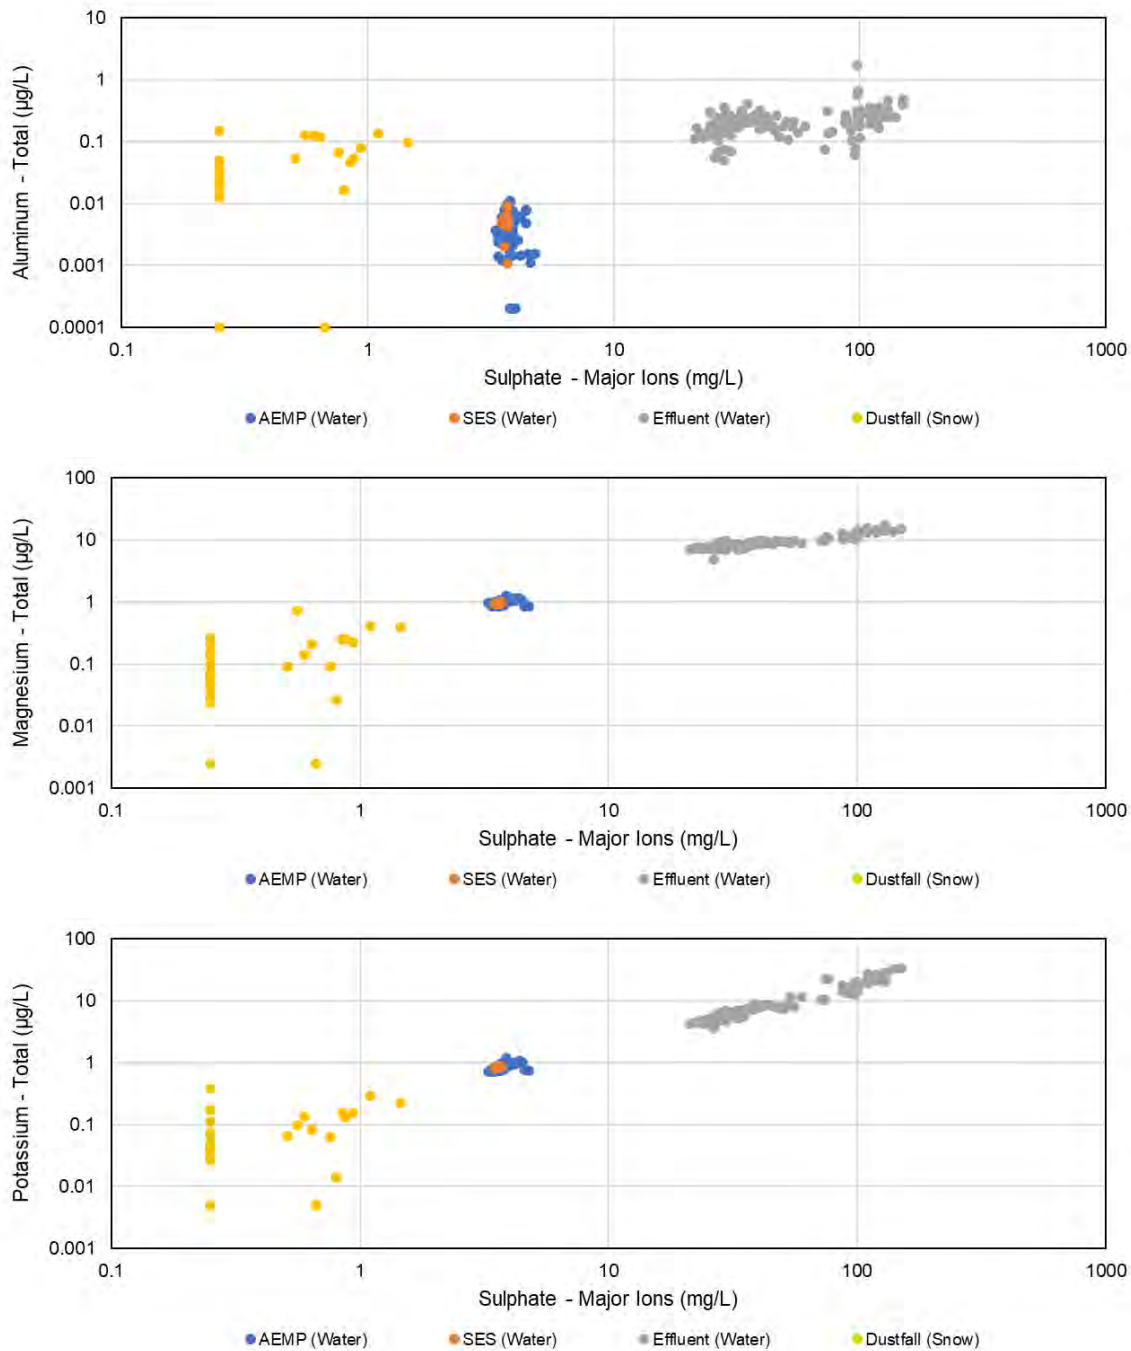 10
1
0.1
0.01
0.001
0.0001
Aluminum - Total (µg/L)
0.1 1 10 100 1000
Sulphate - Major Ions (mg/L)
AEMP (Water) SES (Water) Effluent (Water) Dustfall (Snow)
100
10
1
0.1
0.01
0.001
Magnesium - Total (µg/L)
0.1 1 10 100 1000
Sulphate - Major Ions (mg/L)
AEMP (Water) SES (Water) Effluent (Water) Dustfall (Snow)
100
10
1
0.1
0.01
0.001
Potassium - Total (µg/L)
0.1 1 10 100 1000
Sulphate - Major Ions (mg/L)
AEMP (Water) SES (Water) Effluent (Water) Dustfall (Snow)